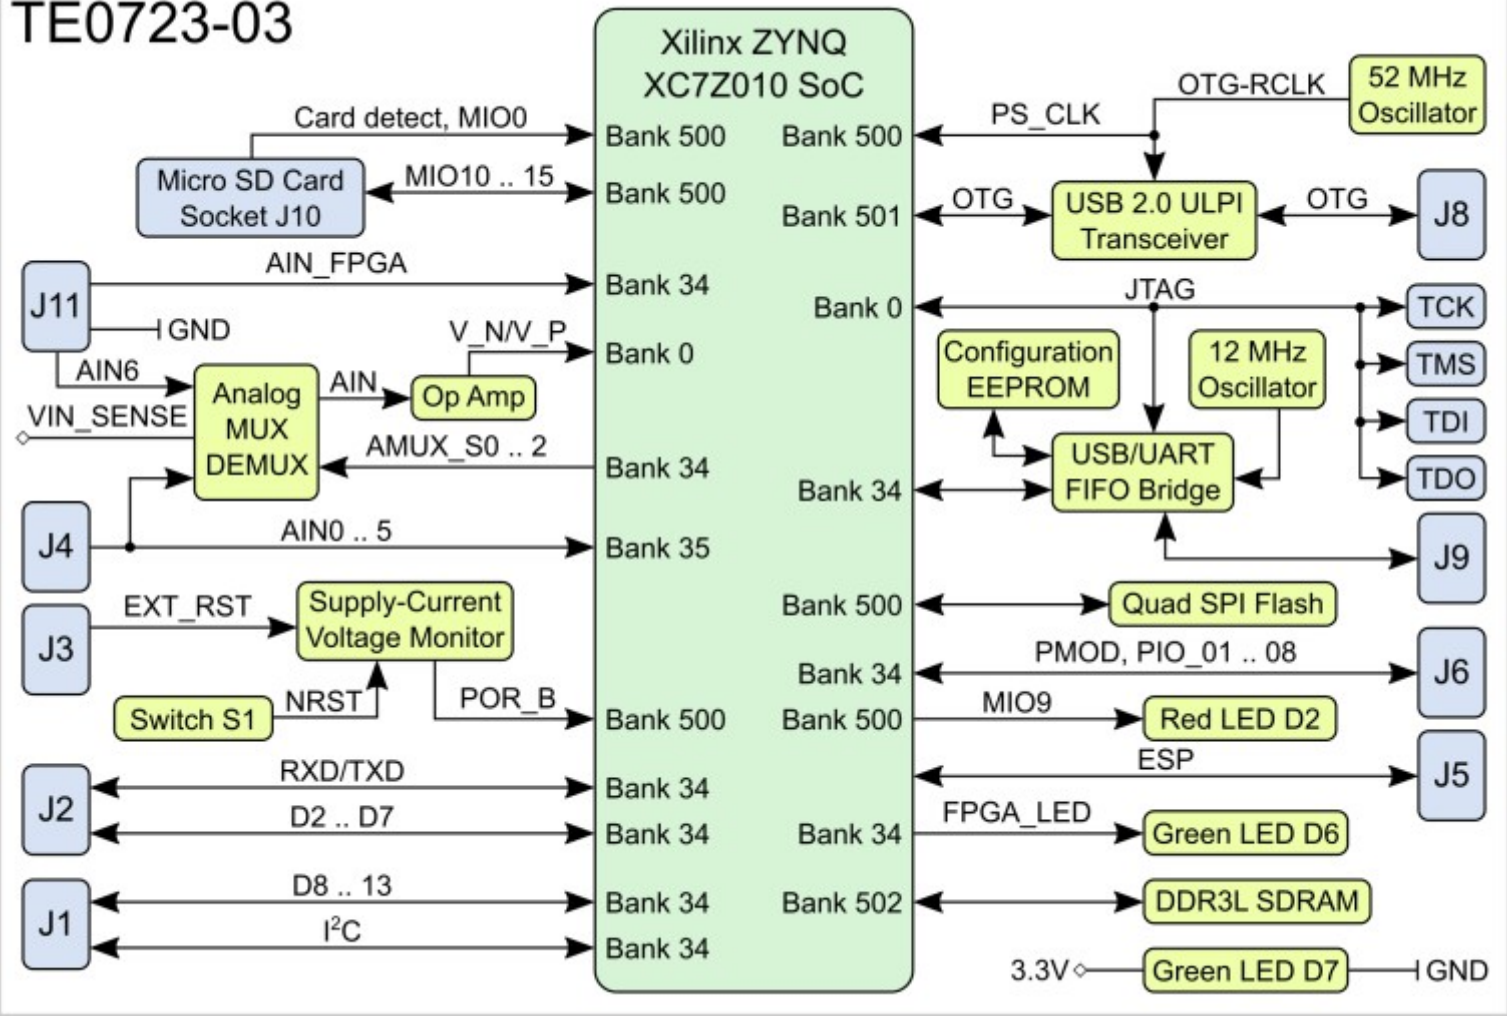 TE0723-03
Xilinx ZYNQ
XC7Z010 SoC
Card detect, MIO0
Bank 500
Micro SD Card
Socket J10
MIO10 .. 15
Bank 500
J11
AIN_FPGA
Bank 34
GND
AIN6
V_N/V_P
Bank 0
VIN_SENSE
Analog
MUX
DEMUX
AIN
Op Amp
AMUX_S0 .. 2
Bank 34
J4
AIN0 .. 5
Bank 35
J3
EXT_RST
Supply-Current
Voltage Monitor
Switch S1
NRST
POR_B
Bank 500
J2
RXD/TXD
Bank 34
D2 .. D7
Bank 34
J1
D8 .. 13
Bank 34
I²C
Bank 34
Bank 500
PS_CLK
OTG-RCLK
52 MHz
Oscillator
Bank 501
OTG
USB 2.0 ULPI
Transceiver
OTG
J8
Bank 0
JTAG
TCK
TMS
TDI
TDO
Configuration
EEPROM
12 MHz
Oscillator
Bank 34
USB/UART
FIFO Bridge
J9
Bank 500
Quad SPI Flash
Bank 34
PMOD, PIO_01 .. 08
J6
Bank 500
MIO9
Red LED D2
ESP
J5
Bank 34
FPGA_LED
Green LED D6
Bank 502
DDR3L SDRAM
3.3V
Green LED D7
GND